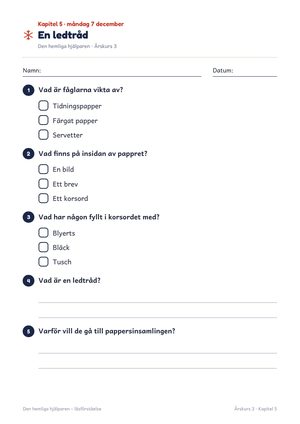 Kapitel 5 · måndag 7 december
En ledtråd
Den hemliga hjälparen · Årskurs 3
Namn:
Datum:
1 Vad är fåglarna vikta av?
Tidningspapper
Färgat papper
Servetter
2 Vad finns på insidan av pappret?
En bild
Ett brev
Ett korsord
3 Vad har någon fyllt i korsordet med?
Blyerts
Bläck
Tusch
4 Vad är en ledtråd?
5 Varför vill de gå till pappersinsamlingen?
Den hemliga hjälparen – läsförståelse
Årskurs 3 · Kapitel 5